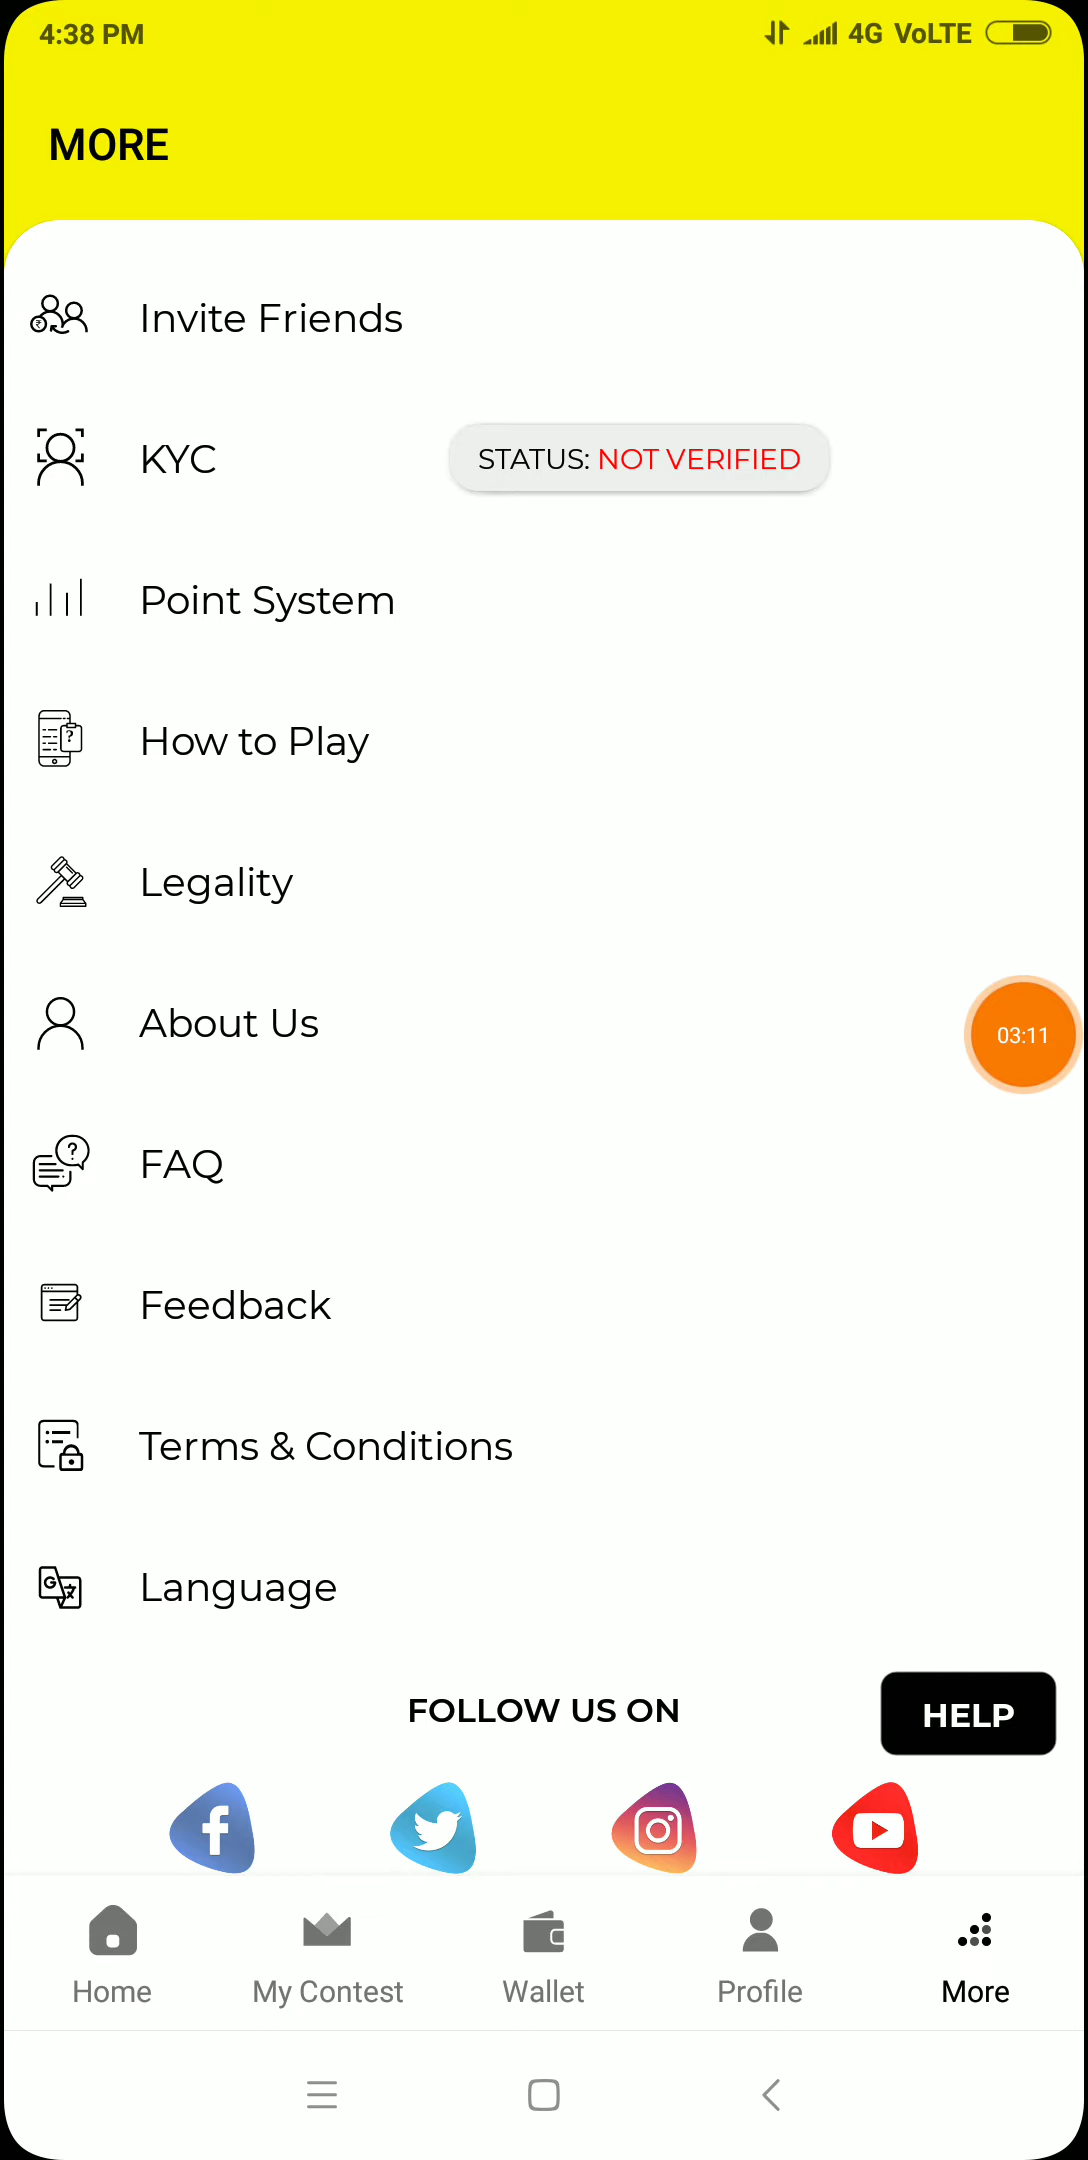 4:38 PM 4G VoLTE
MORE
Invite Friends
KYC STATUS: NOT VERIFIED
Point System
How to Play
Legality
About Us
03:11
FAQ
Feedback
Terms & Conditions
Language
FOLLOW US ON HELP
Home My Contest Wallet Profile More